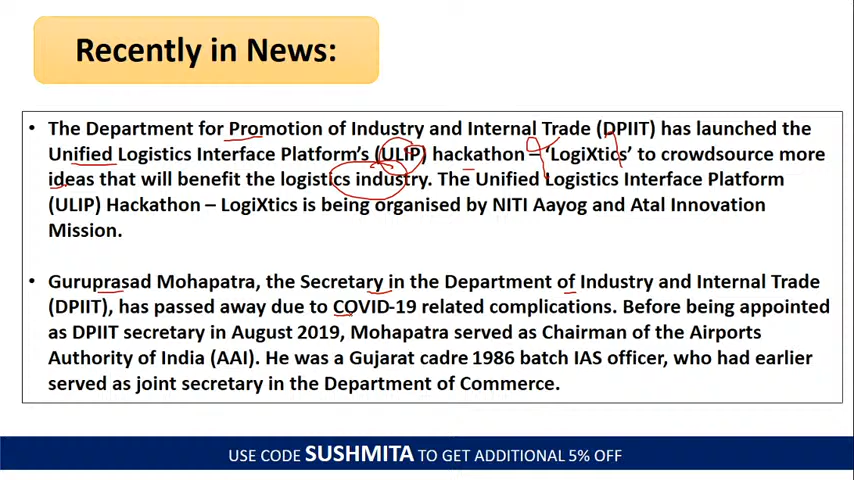 Recently in News:
• The Department for Promotion of Industry and Internal Trade (DPIIT) has launched the
Unified Logistics Interface Platform's (ULIP) hackathon – 'LogiXtics' to crowdsource more
ideas that will benefit the logistics industry. The Unified Logistics Interface Platform
(ULIP) Hackathon – LogiXtics is being organised by NITI Aayog and Atal Innovation
Mission.
• Guruprasad Mohapatra, the Secretary in the Department of Industry and Internal Trade
(DPIIT), has passed away due to COVID-19 related complications. Before being appointed
as DPIIT secretary in August 2019, Mohapatra served as Chairman of the Airports
Authority of India (AAI). He was a Gujarat cadre 1986 batch IAS officer, who had earlier
served as joint secretary in the Department of Commerce.
USE CODE SUSHMITA TO GET ADDITIONAL 5% OFF